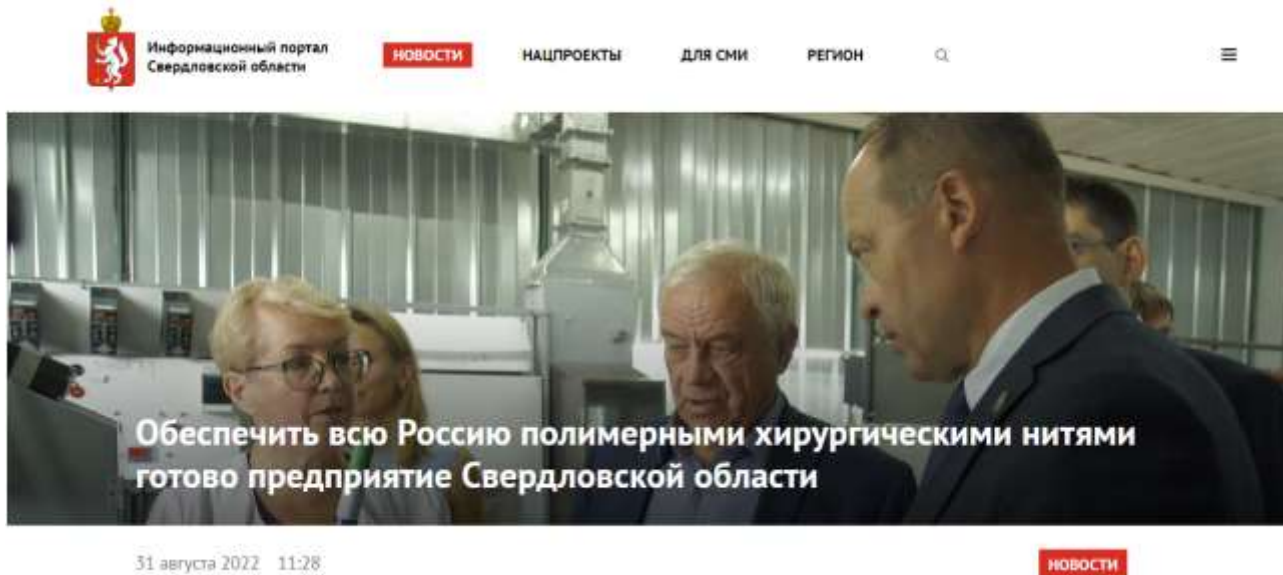 Информационный портал
Свердловской области
НОВОСТИ
НАЦПРОЕКТЫ
ДЛЯ СМИ
РЕГИОН
Обеспечить всю Россию полимерными хирургическими нитями
готово предприятие Свердловской области
31 августа 2022 11:28
НОВОСТИ